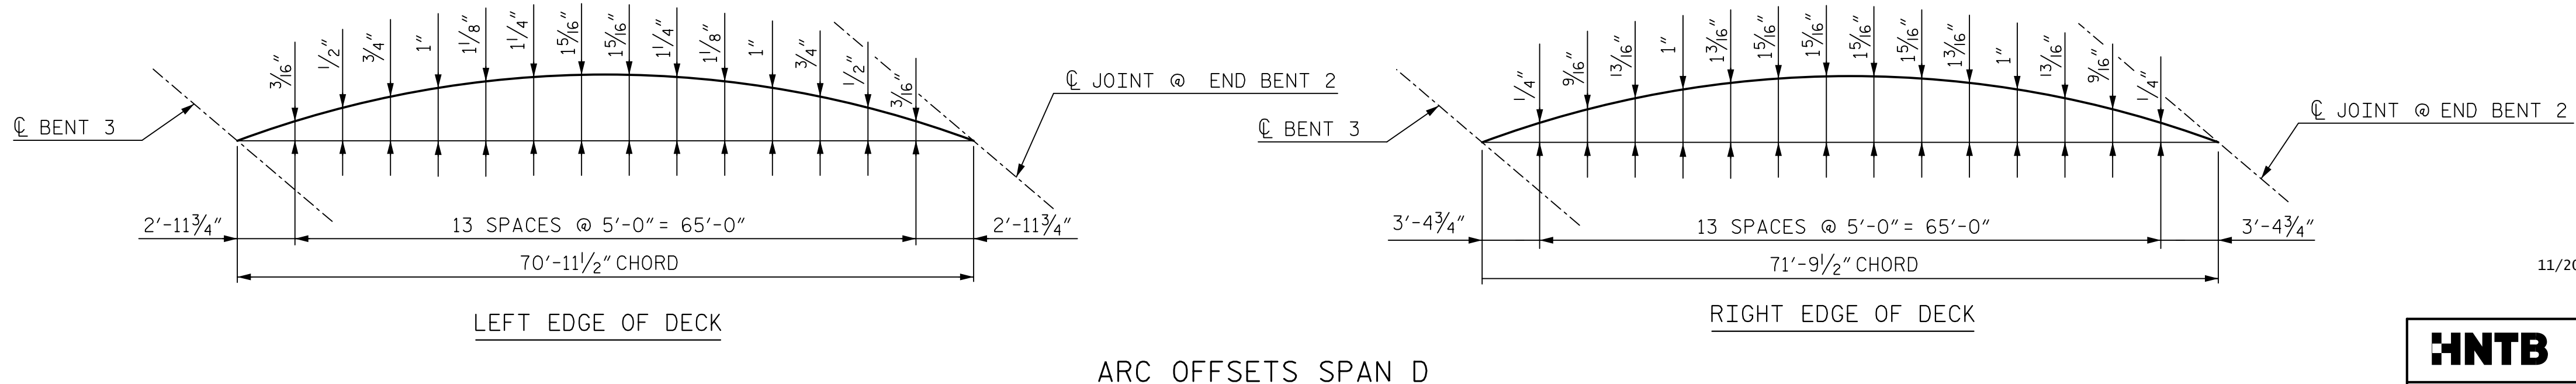 3/16" 1/2" 3/4" 1" 1 1/8" 1 1/4" 1 5/16" 1 5/16" 1 1/4" 1 1/8" 1" 3/4" 1/2" 3/16"
℄ BENT 3
℄ JOINT @ END BENT 2
2'-11 3/4"
13 SPACES @ 5'-0" = 65'-0"
2'-11 3/4"
70'-11 1/2" CHORD
LEFT EDGE OF DECK
1/4" 9/16" 13/16" 1" 1 3/16" 1 5/16" 1 5/16" 1 5/16" 1 5/16" 1 3/16" 1" 13/16" 9/16" 1/4"
℄ BENT 3
℄ JOINT @ END BENT 2
3'-4 3/4"
13 SPACES @ 5'-0" = 65'-0"
3'-4 3/4"
71'-9 1/2" CHORD
RIGHT EDGE OF DECK
ARC OFFSETS SPAN D
11/20
HNTB